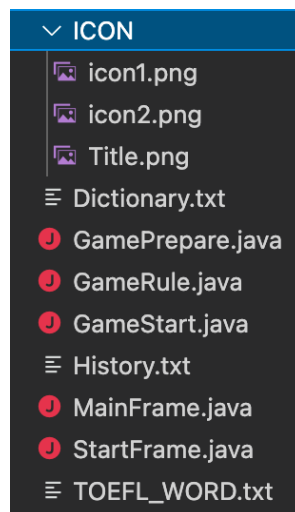 ICON
icon1.png
icon2.png
Title.png
Dictionary.txt
GamePrepare.java
GameRule.java
GameStart.java
History.txt
MainFrame.java
StartFrame.java
TOEFL_WORD.txt